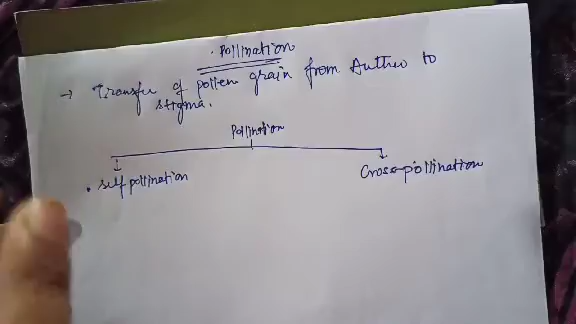 . Pollination
→ Transfer of pollen grain from Anther to
stigma.
Pollination
. self pollination
Cross-pollination